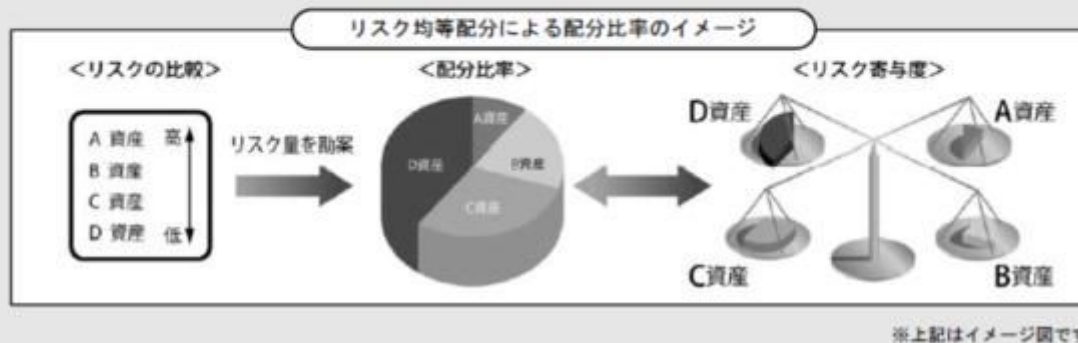 リスク均等配分による配分比率のイメージ
<リスクの比較>
A 資産 高
B 資産
C 資産
D 資産 低
リスク量を勘案
<配分比率>
A資産
B資産
C資産
D資産
<リスク寄与度>
D資産
A資産
C資産
B資産
※上記はイメージ図です